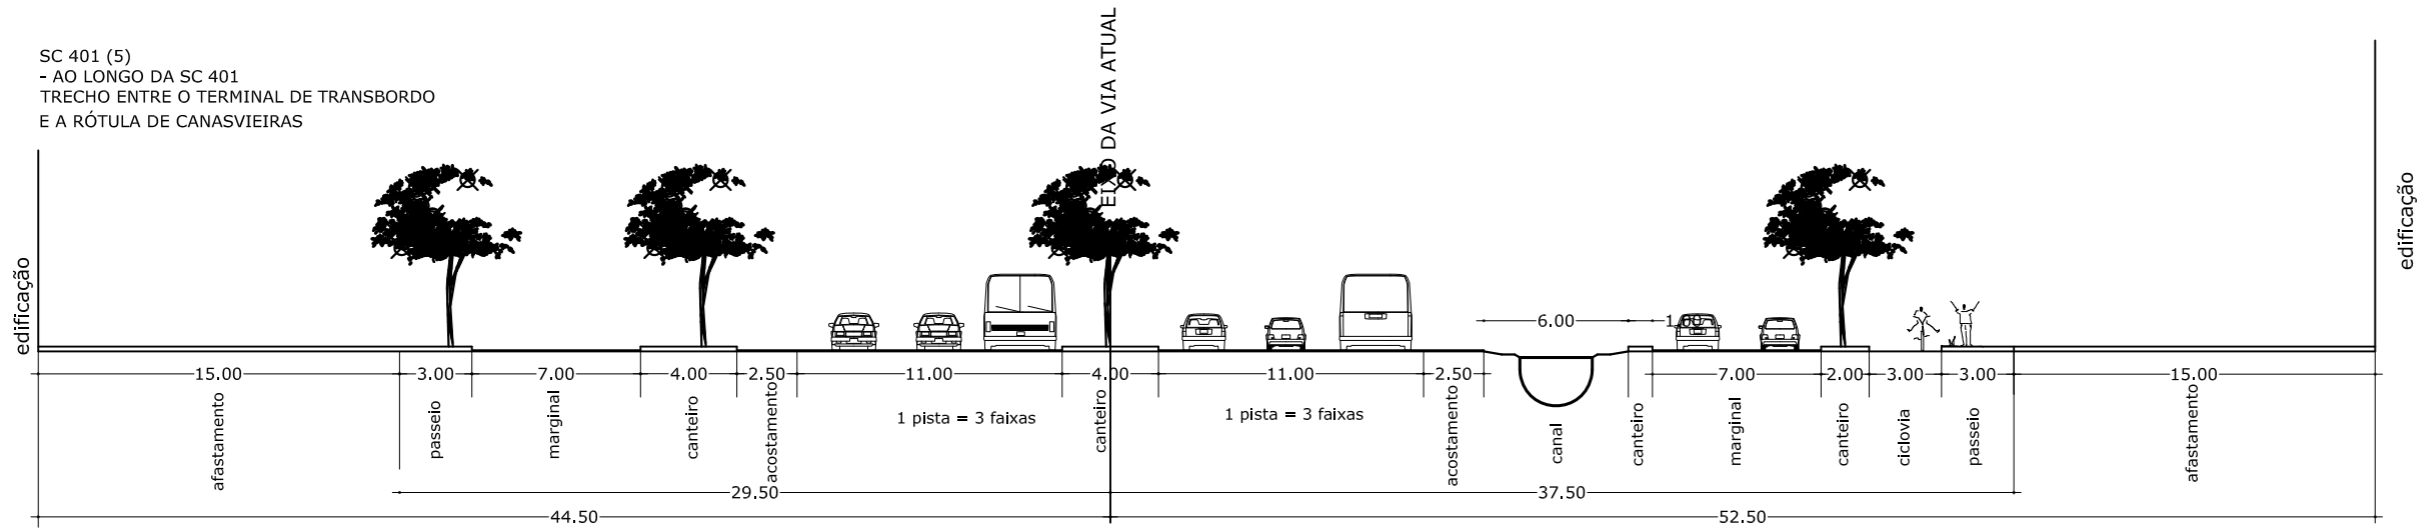 SC 401 (5)
- AO LONGO DA SC 401
TRECHO ENTRE O TERMINAL DE TRANSBORDO
E A RÓTULA DE CANASVIEIRAS
EIXO DA VIA ATUAL
edificação
edificação
6.00
1.00
15.00
3.00
7.00
4.00
2.50
11.00
4.00
11.00
2.50
7.00
2.00
3.00
3.00
15.00
afastamento
passeio
marginal
canteiro
acostamento
1 pista = 3 faixas
canteiro
1 pista = 3 faixas
acostamento
canal
canteiro
marginal
canteiro
ciclovia
passeio
afastamento
29.50
37.50
44.50
52.50